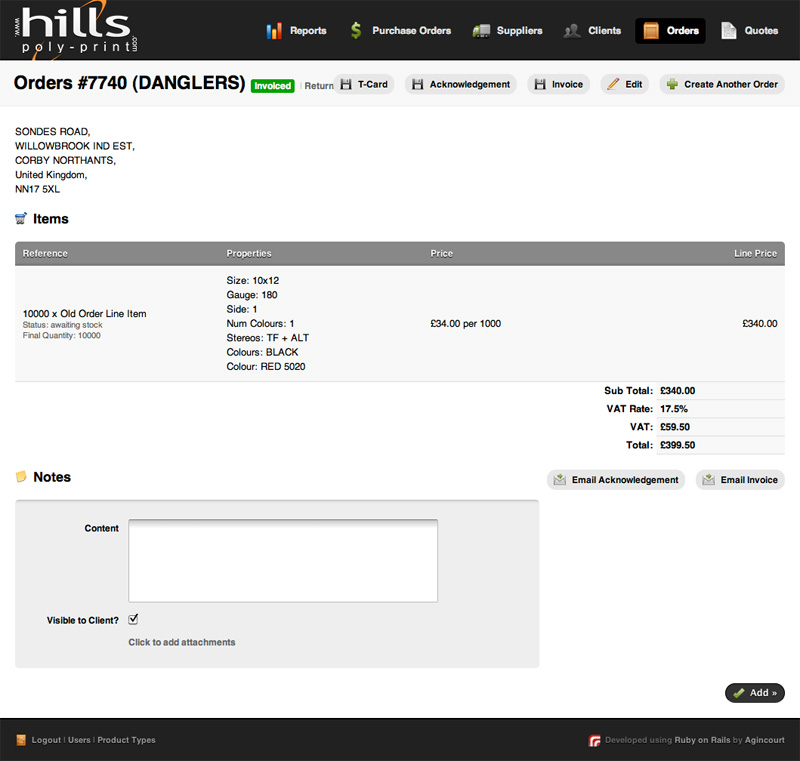 www.hills
poly-print.com
Reports Purchase Orders Suppliers Clients Orders Quotes
Orders #7740 (DANGLERS) Invoiced | Return T-Card Acknowledgement Invoice Edit Create Another Order
SONDES ROAD,
WILLOWBROOK IND EST,
CORBY NORTHANTS,
United Kingdom,
NN17 5XL
Items
Reference Properties Price Line Price
Size: 10x12
Gauge: 180
Side: 1
10000 x Old Order Line Item
Status: awaiting stock
Final Quantity: 10000
Num Colours: 1
£34.00 per 1000
£340.00
Stereos: TF + ALT
Colours: BLACK
Colour: RED 5020
Sub Total: £340.00
VAT Rate: 17.5%
VAT: £59.50
Total: £399.50
Notes
Email Acknowledgement Email Invoice
Content
Visible to Client?
Click to add attachments
Add »
Logout | Users | Product Types
Developed using Ruby on Rails by Agincourt